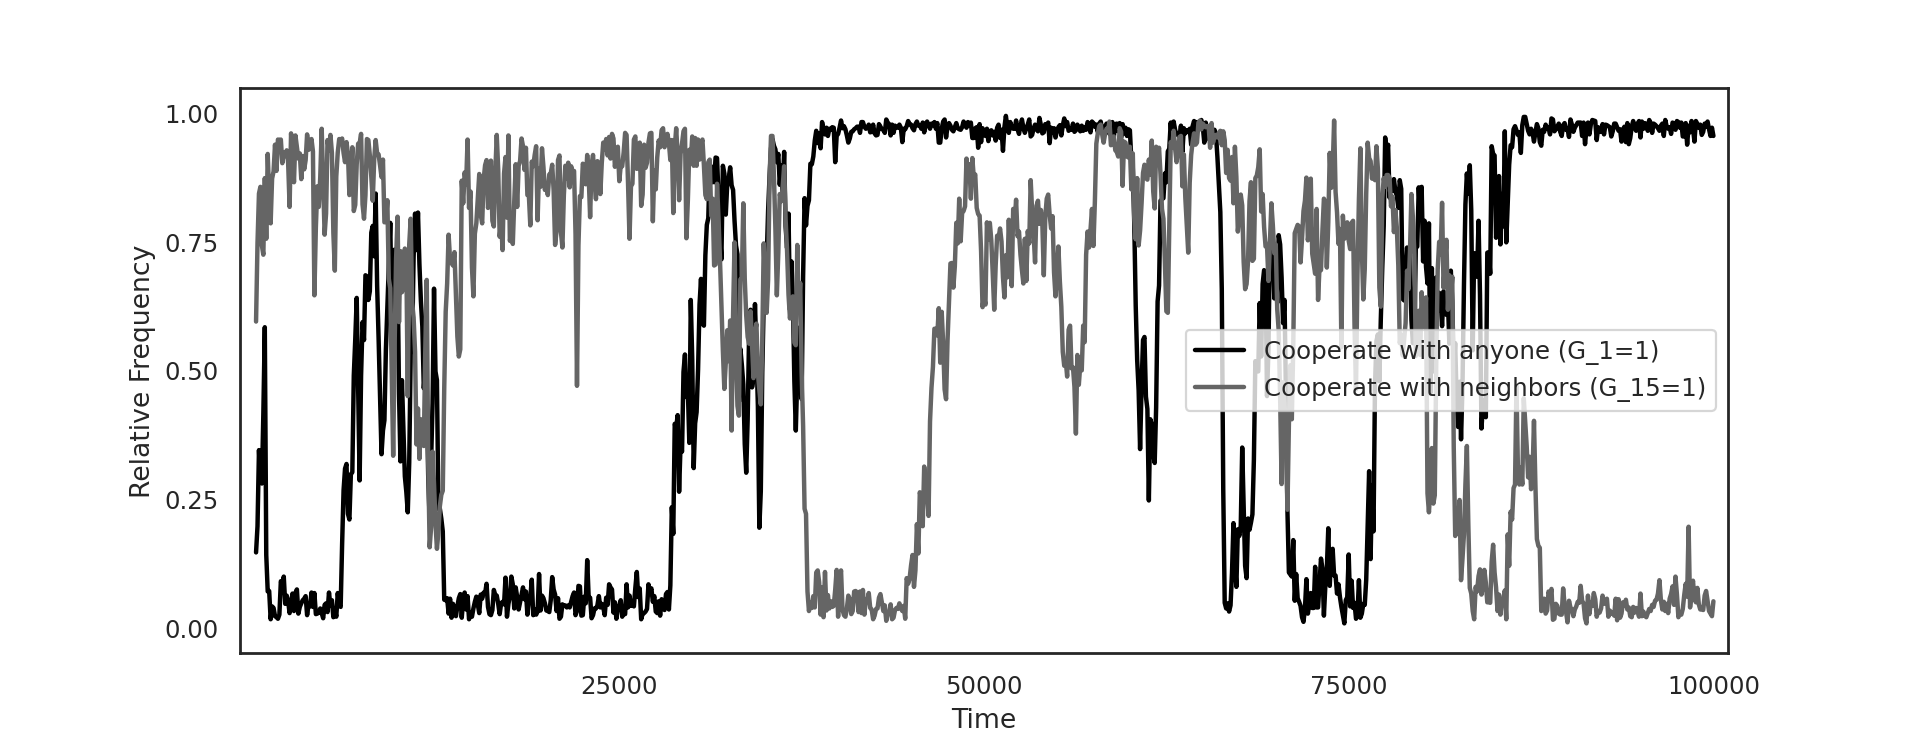 1.00
0.75
0.50
0.25
0.00
Relative Frequency
Cooperate with anyone (G_1=1)
Cooperate with neighbors (G_15=1)
25000
50000
75000
100000
Time